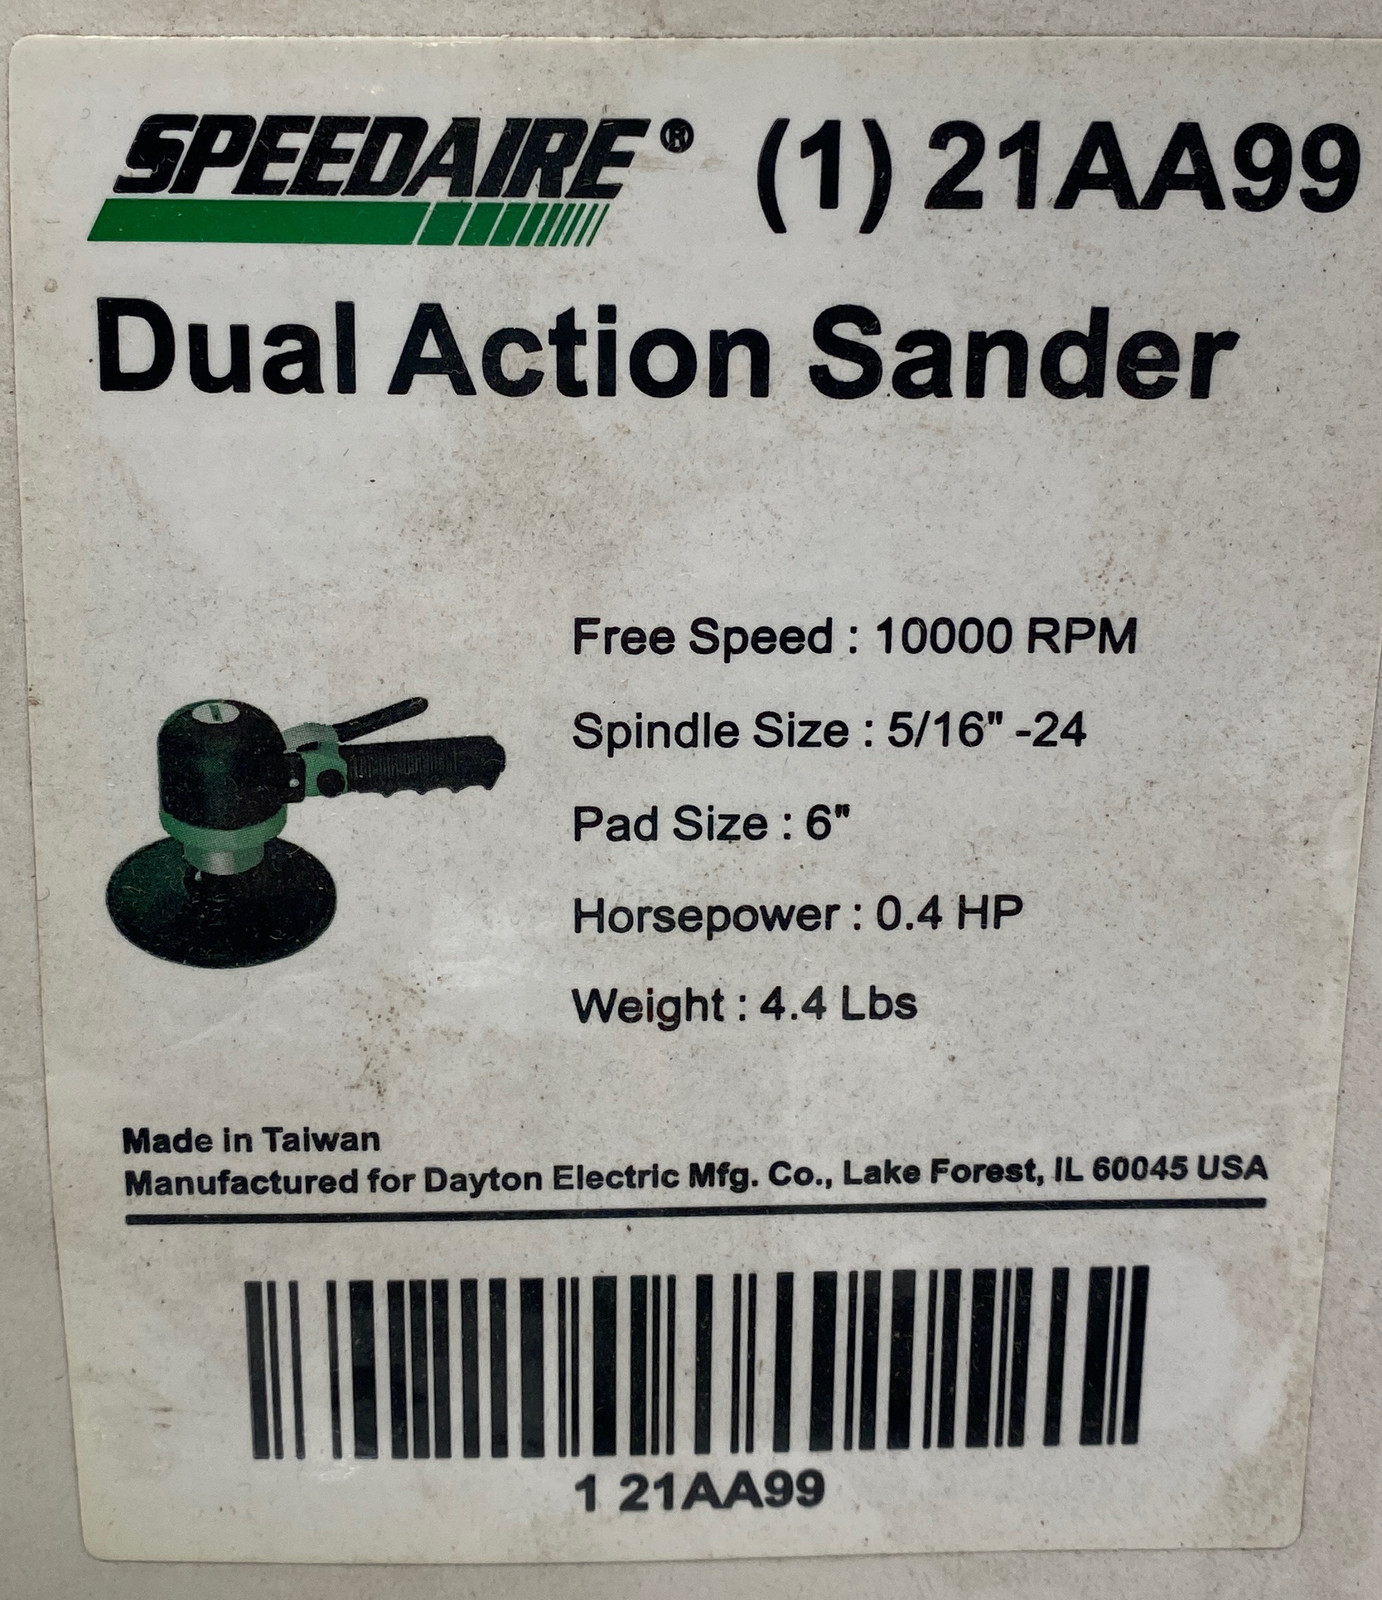 SPEEDAIRE® (1) 21AA99
Dual Action Sander
Free Speed : 10000 RPM
Spindle Size : 5/16" -24
Pad Size : 6"
Horsepower : 0.4 HP
Weight : 4.4 Lbs
Made in Taiwan
Manufactured for Dayton Electric Mfg. Co., Lake Forest, IL 60045 USA
1 21AA99